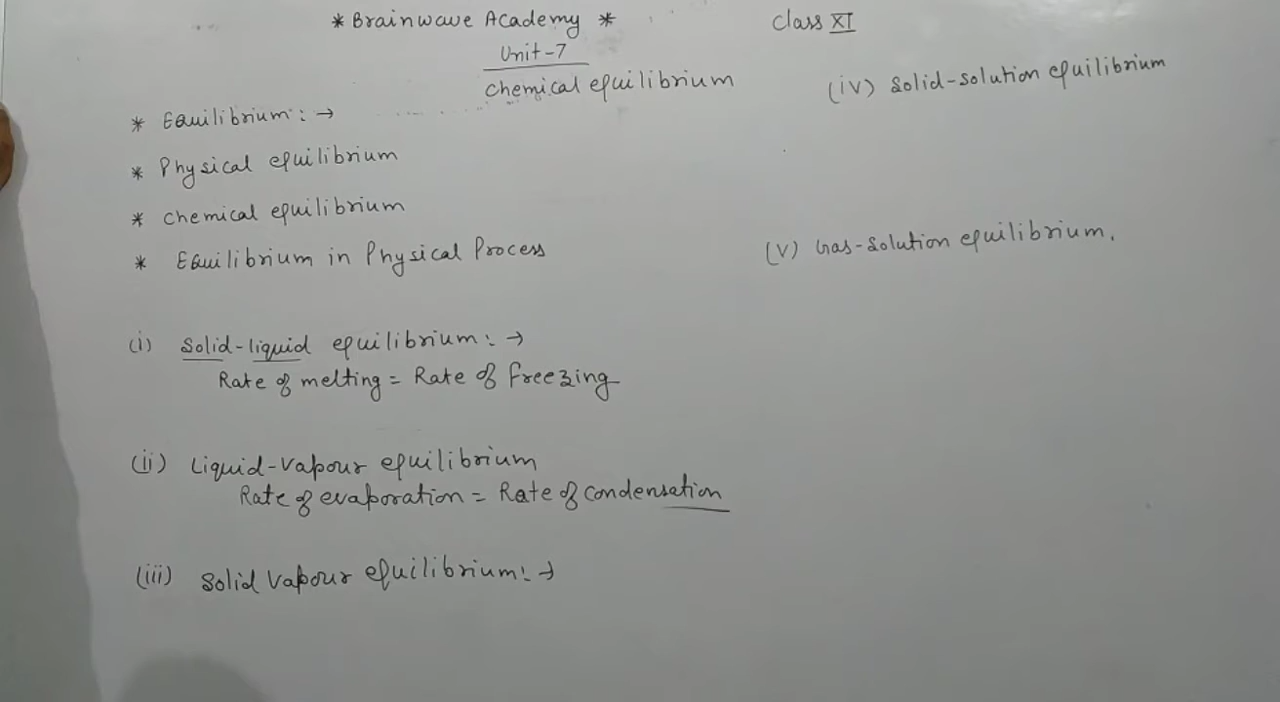 * Brainwave Academy *
Class XI
Unit-7
Chemical equilibrium
* Equilibrium : →
* Physical equilibrium
* Chemical equilibrium
* Equilibrium in Physical Process
(i) Solid-liquid equilibrium : →
Rate of melting = Rate of freezing
(ii) Liquid-Vapour equilibrium
Rate of evaporation = Rate of condensation
(iii) Solid Vapour equilibrium : →
(iv) Solid-solution equilibrium
(v) Gas-Solution equilibrium.